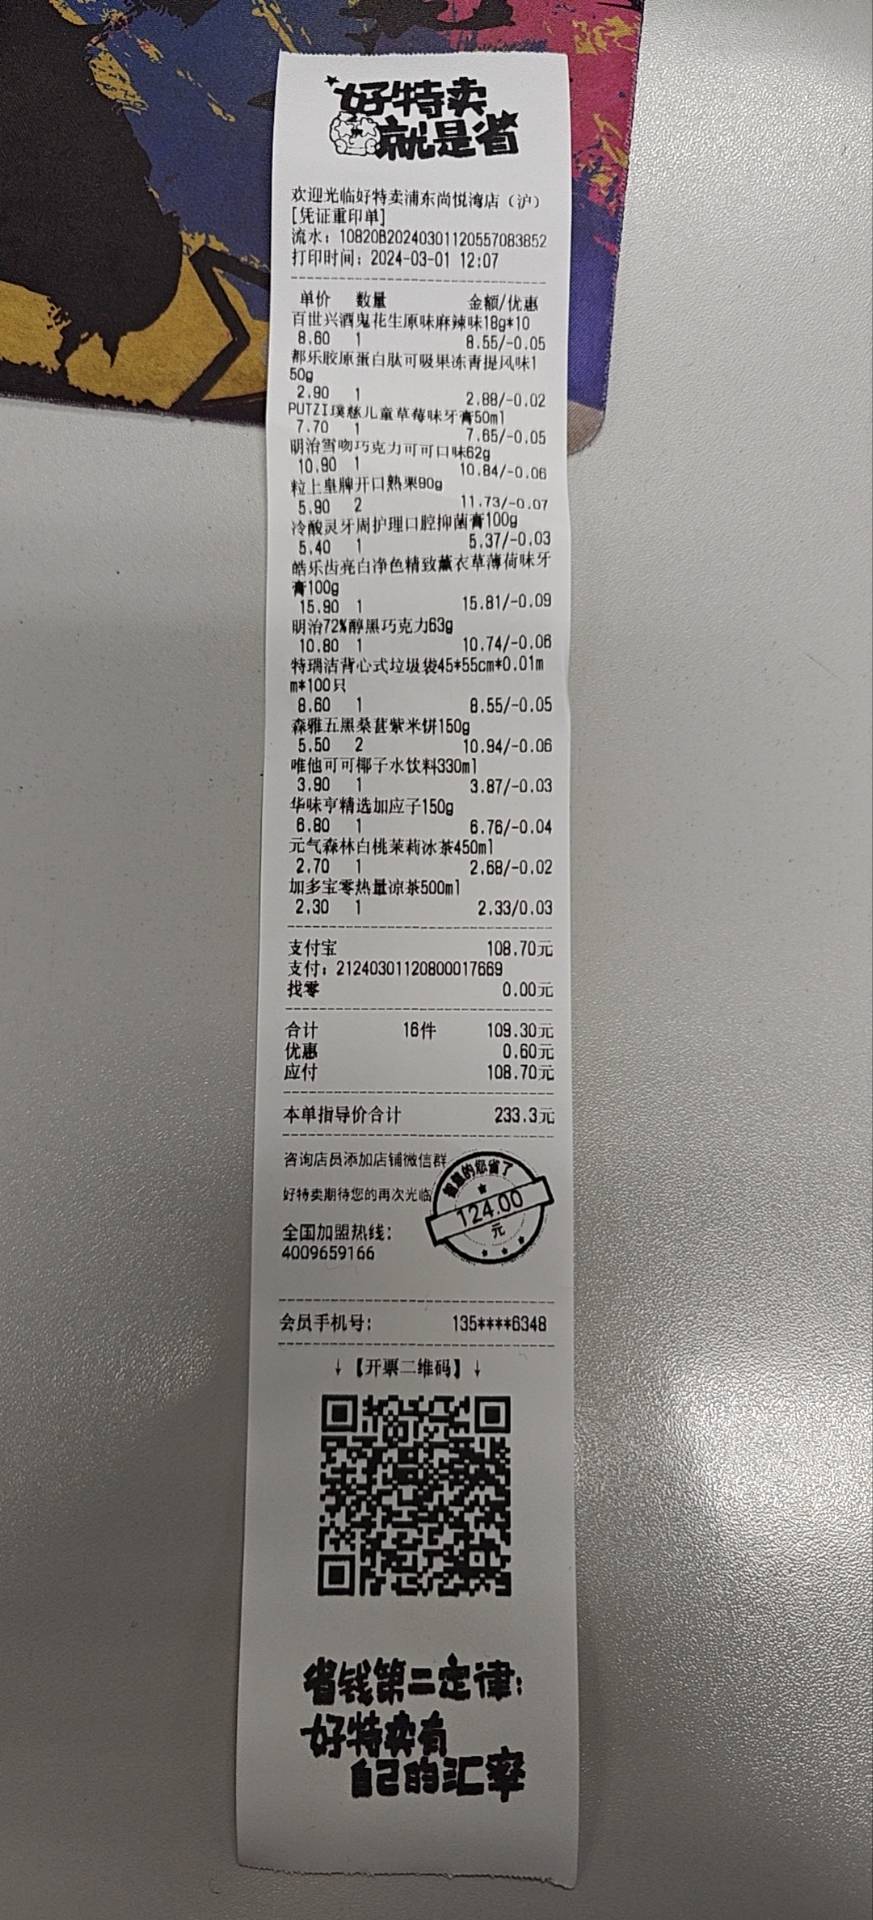 好特卖
就是省
欢迎光临好特卖浦东尚悦湾店（沪）
[凭证重印单]
流水：10820B20240301120557083852
打印时间：2024-03-01 12:07
单价 数量 金额/优惠
百世兴酒鬼花生原味麻辣味18g*10
8.60 1 8.55/-0.05
都乐胶原蛋白肽可吸果冻青提风味1
50g
2.90 1 2.88/-0.02
PUTZI璞慈儿童草莓味牙膏50ml
7.70 1 7.65/-0.05
明治雪吻巧克力可可口味62g
10.90 1 10.84/-0.06
粒上皇牌开口熟栗90g
5.90 2 11.73/-0.07
冷酸灵牙周护理口腔抑菌膏100g
5.40 1 5.37/-0.03
皓乐齿亮白净色精致薰衣草薄荷味牙
膏100g
15.90 1 15.81/-0.09
明治72%醇黑巧克力63g
10.80 1 10.74/-0.06
特瑞洁背心式垃圾袋45*55cm*0.01m
m*100只
8.60 1 8.55/-0.05
森雅五黑桑葚紫米饼150g
5.50 2 10.94/-0.06
唯他可可椰子水饮料330ml
3.90 1 3.87/-0.03
华味亨精选加应子150g
6.80 1 6.76/-0.04
元气森林白桃茉莉冰茶450ml
2.70 1 2.68/-0.02
加多宝零热量凉茶500ml
2.30 1 2.33/0.03
支付宝 108.70元
支付：21240301120800017669
找零 0.00元
合计 16件 109.30元
优惠 0.60元
应付 108.70元
本单指导价合计 233.3元
咨询店员添加店铺微信群
好特卖期待您的再次光临
全国加盟热线：
4009659166
的您省了
124.00
元
会员手机号： 135****6348
↓【开票二维码】↓
省钱第二定律：
好特卖有
自己的汇率